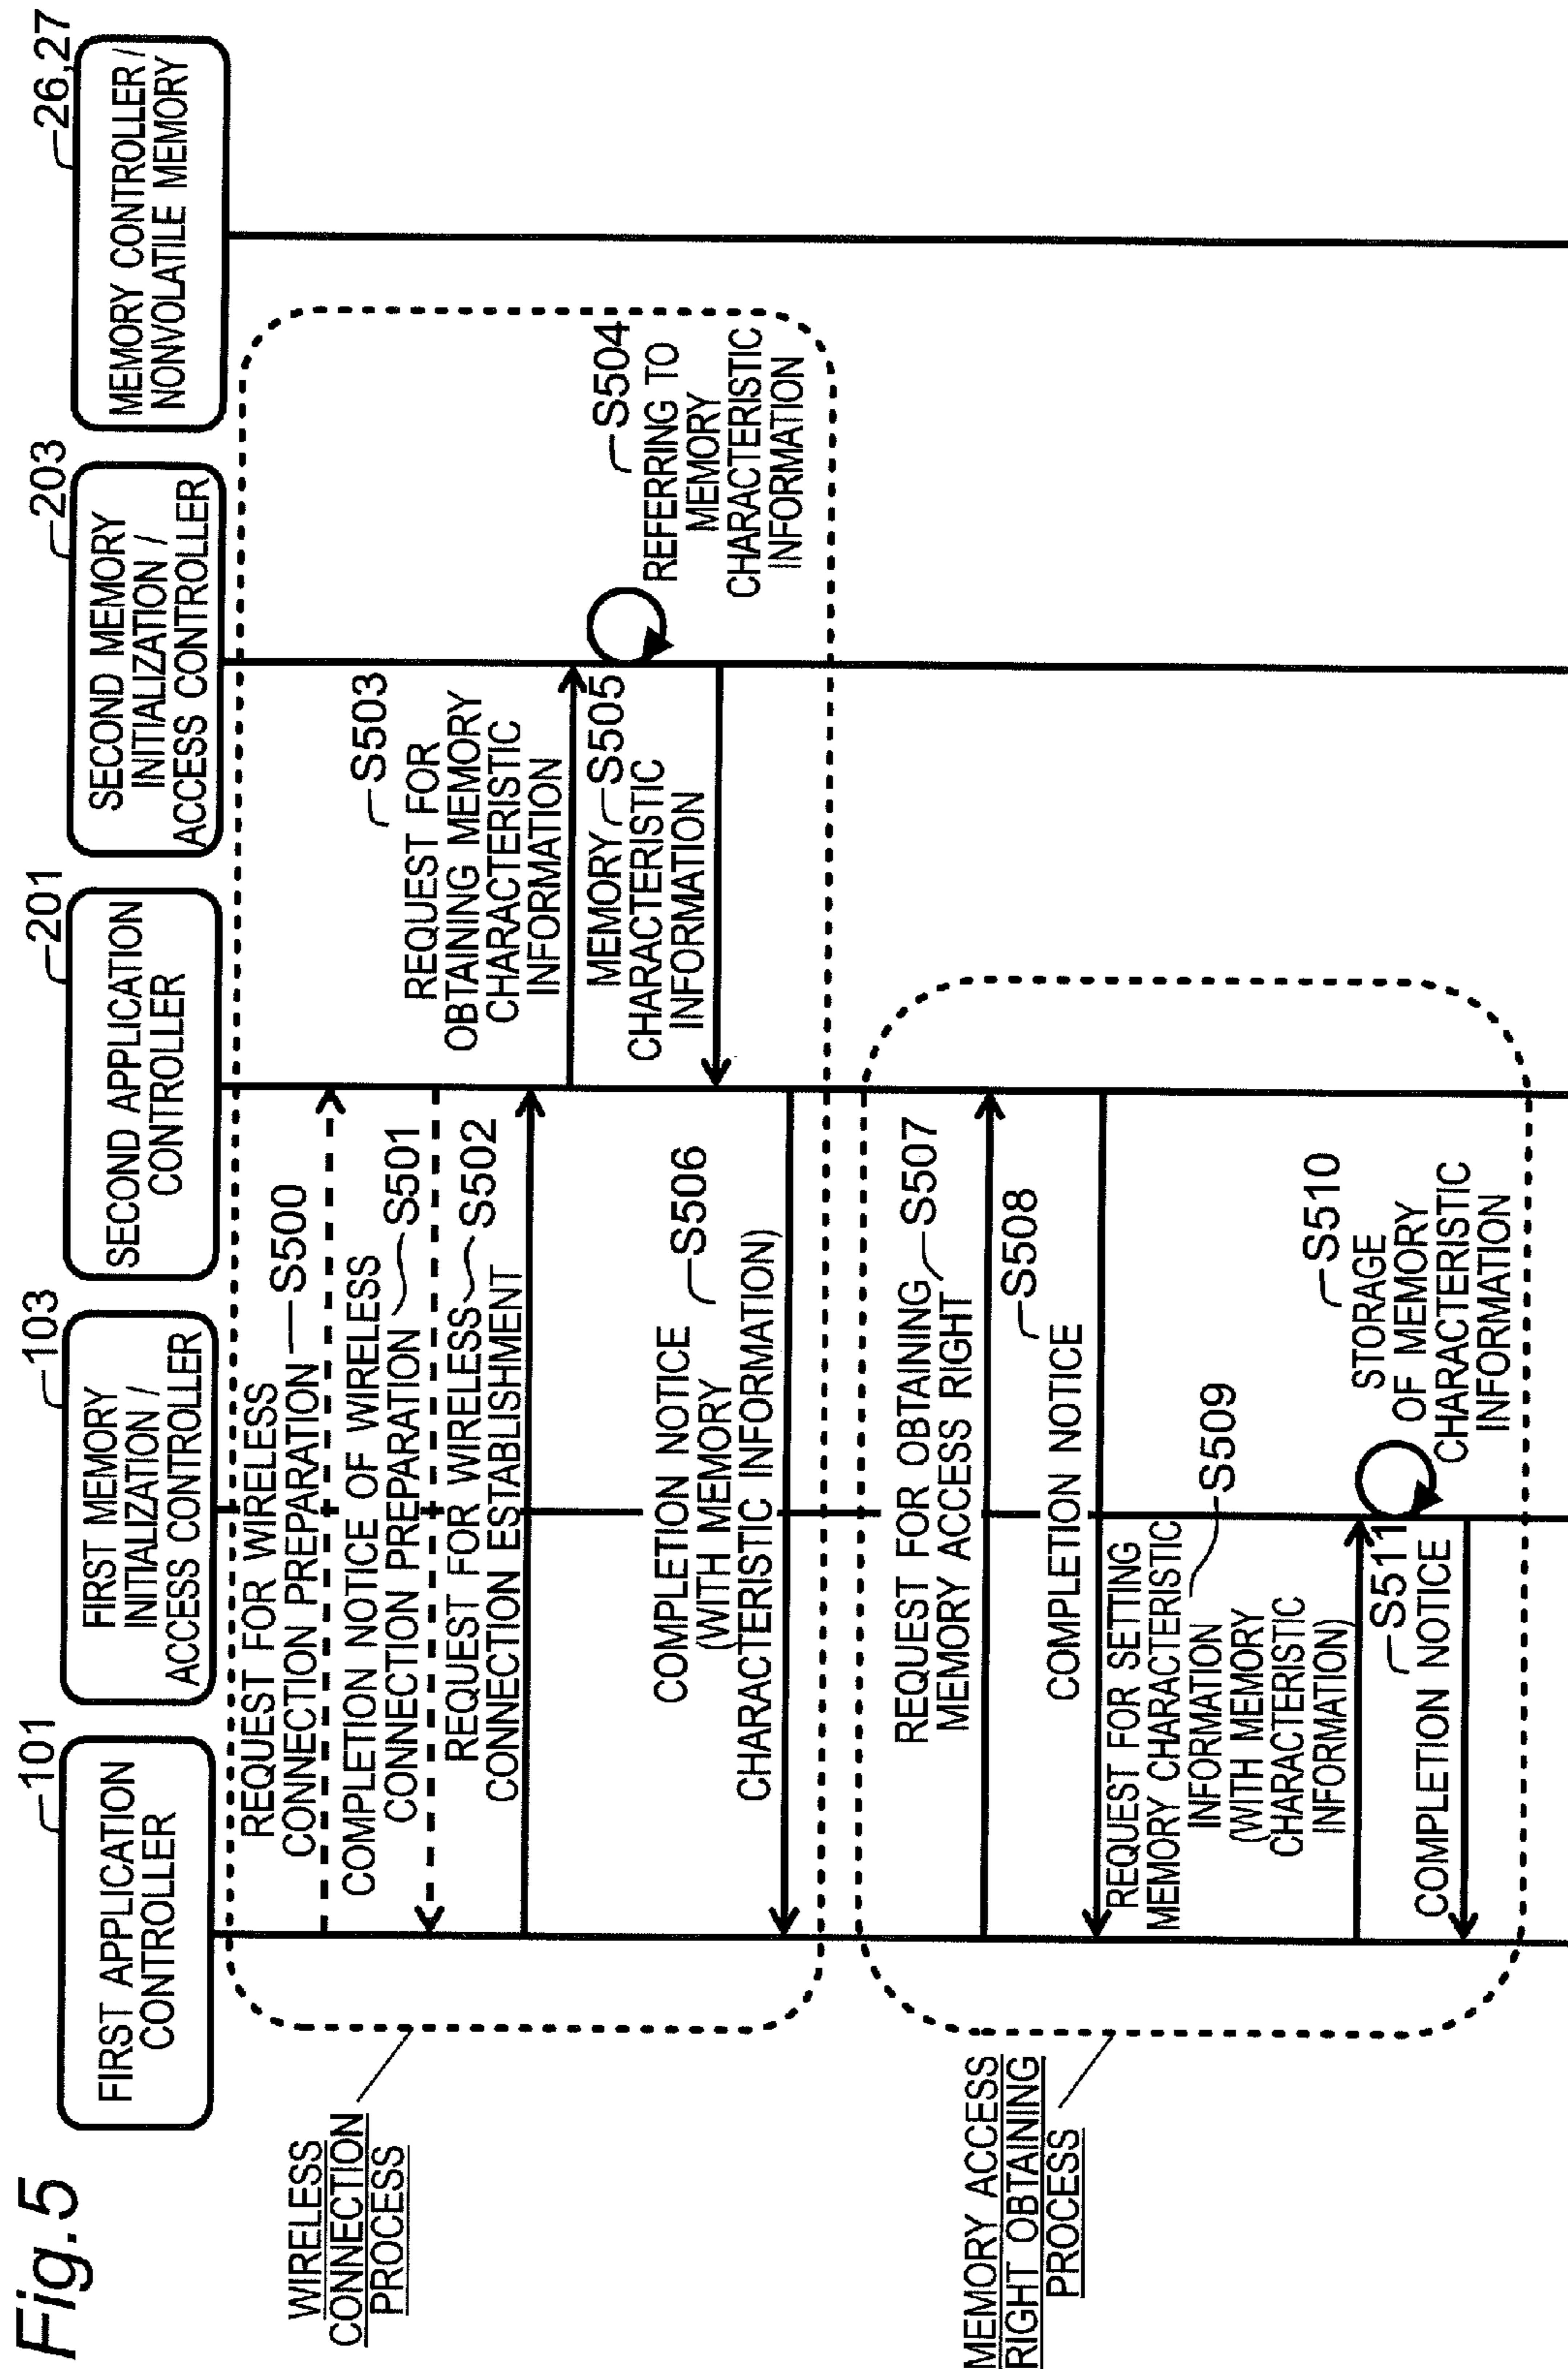 Fig.5
101
FIRST APPLICATION
CONTROLLER
103
FIRST MEMORY
INITIALIZATION /
ACCESS CONTROLLER
201
SECOND APPLICATION
CONTROLLER
203
SECOND MEMORY
INITIALIZATION /
ACCESS CONTROLLER
26,27
MEMORY CONTROLLER /
NONVOLATILE MEMORY
WIRELESS
CONNECTION
PROCESS
REQUEST FOR WIRELESS
CONNECTION PREPARATION
S500
COMPLETION NOTICE OF WIRELESS
CONNECTION PREPARATION
S501
REQUEST FOR WIRELESS
CONNECTION ESTABLISHMENT
S502
S503
REQUEST FOR
OBTAINING MEMORY
CHARACTERISTIC
INFORMATION
S504
REFERRING TO
MEMORY
CHARACTERISTIC
INFORMATION
S505
MEMORY
CHARACTERISTIC
INFORMATION
S506
COMPLETION NOTICE
(WITH MEMORY
CHARACTERISTIC INFORMATION)
MEMORY ACCESS
RIGHT OBTAINING
PROCESS
REQUEST FOR OBTAINING
MEMORY ACCESS RIGHT
S507
S508
COMPLETION NOTICE
REQUEST FOR SETTING
MEMORY CHARACTERISTIC
INFORMATION
(WITH MEMORY
CHARACTERISTIC
INFORMATION)
S509
S510
STORAGE
OF MEMORY
CHARACTERISTIC
INFORMATION
S511
COMPLETION NOTICE